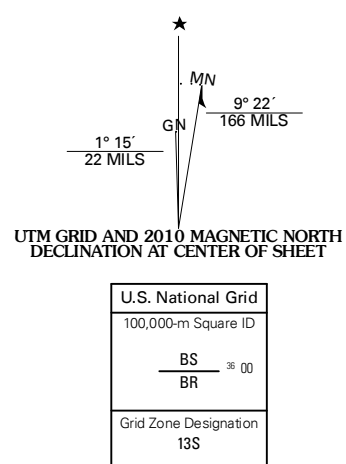 ★
MN
GN
9° 22´
166 MILS
1° 15´
22 MILS
UTM GRID AND 2010 MAGNETIC NORTH
DECLINATION AT CENTER OF SHEET
U.S. National Grid
100,000-m Square ID
BS
36 00
BR
Grid Zone Designation
13S